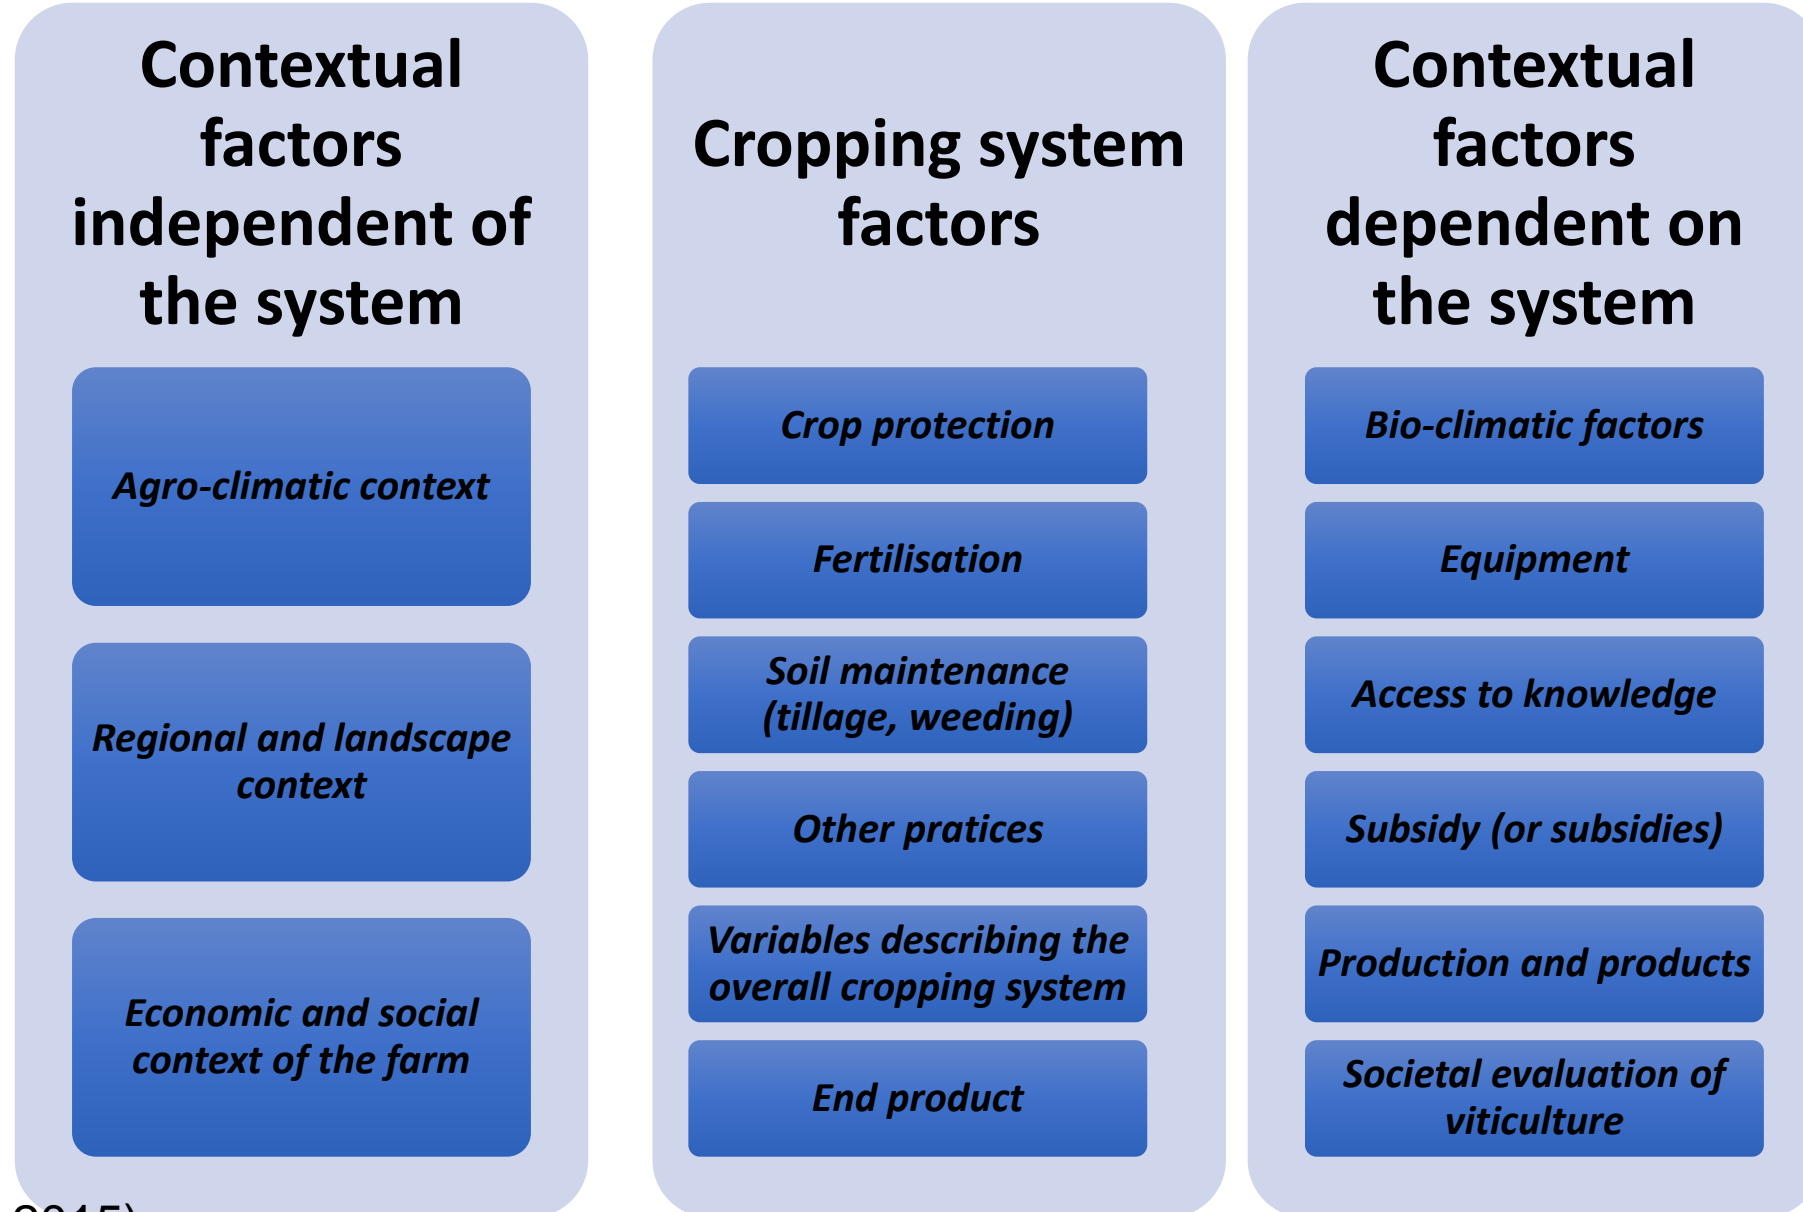 Contextual
factors
independent of
the system
Agro-climatic context
Regional and landscape
context
Economic and social
context of the farm
Cropping system
factors
Crop protection
Fertilisation
Soil maintenance
(tillage, weeding)
Other pratices
Variables describing the
overall cropping system
End product
Contextual
factors
dependent on
the system
Bio-climatic factors
Equipment
Access to knowledge
Subsidy (or subsidies)
Production and products
Societal evaluation of
viticulture